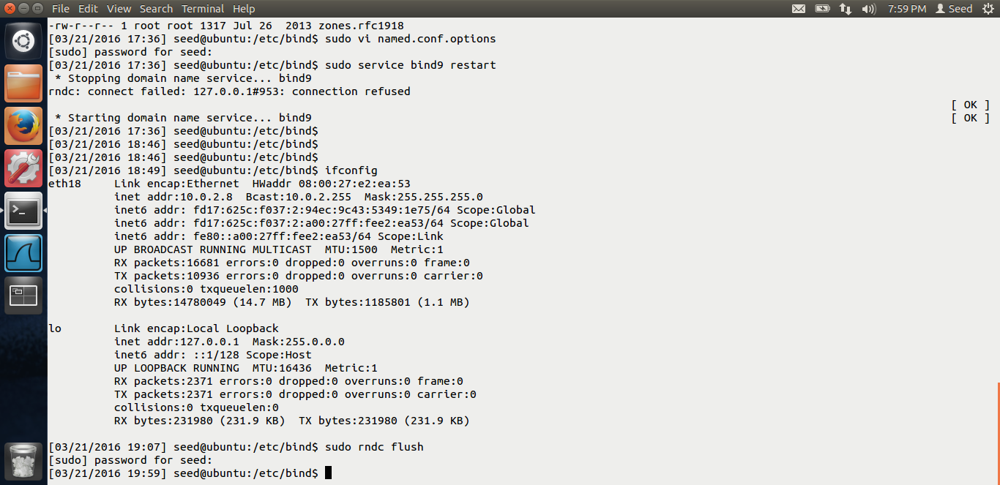 File Edit View Search Terminal Help 7:59 PM Seed
-rw-r--r-- 1 root root 1317 Jul 26  2013 zones.rfc1918
[03/21/2016 17:36] seed@ubuntu:/etc/bind$ sudo vi named.conf.options
[sudo] password for seed:
[03/21/2016 17:36] seed@ubuntu:/etc/bind$ sudo service bind9 restart
 * Stopping domain name service... bind9
rndc: connect failed: 127.0.0.1#953: connection refused
[ OK ]
 * Starting domain name service... bind9 [ OK ]
[03/21/2016 17:36] seed@ubuntu:/etc/bind$
[03/21/2016 18:46] seed@ubuntu:/etc/bind$
[03/21/2016 18:46] seed@ubuntu:/etc/bind$
[03/21/2016 18:49] seed@ubuntu:/etc/bind$ ifconfig
eth18     Link encap:Ethernet  HWaddr 08:00:27:e2:ea:53
          inet addr:10.0.2.8  Bcast:10.0.2.255  Mask:255.255.255.0
          inet6 addr: fd17:625c:f037:2:94ec:9c43:5349:1e75/64 Scope:Global
          inet6 addr: fd17:625c:f037:2:a00:27ff:fee2:ea53/64 Scope:Global
          inet6 addr: fe80::a00:27ff:fee2:ea53/64 Scope:Link
          UP BROADCAST RUNNING MULTICAST  MTU:1500  Metric:1
          RX packets:16681 errors:0 dropped:0 overruns:0 frame:0
          TX packets:10936 errors:0 dropped:0 overruns:0 carrier:0
          collisions:0 txqueuelen:1000
          RX bytes:14780049 (14.7 MB)  TX bytes:1185801 (1.1 MB)
lo        Link encap:Local Loopback
          inet addr:127.0.0.1  Mask:255.0.0.0
          inet6 addr: ::1/128 Scope:Host
          UP LOOPBACK RUNNING  MTU:16436  Metric:1
          RX packets:2371 errors:0 dropped:0 overruns:0 frame:0
          TX packets:2371 errors:0 dropped:0 overruns:0 carrier:0
          collisions:0 txqueuelen:0
          RX bytes:231980 (231.9 KB)  TX bytes:231980 (231.9 KB)
[03/21/2016 19:07] seed@ubuntu:/etc/bind$ sudo rndc flush
[sudo] password for seed:
[03/21/2016 19:59] seed@ubuntu:/etc/bind$